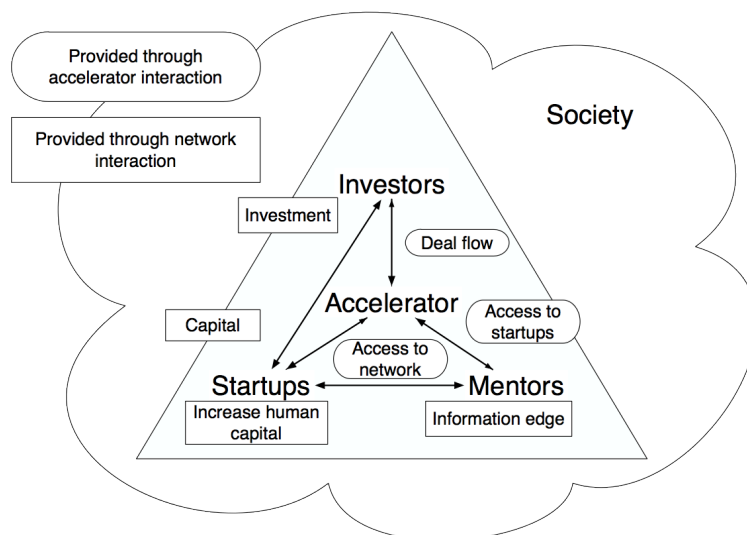 Provided through
accelerator interaction
Society
Provided through network
interaction
Investors
Investment
Deal flow
Accelerator
Capital
Access to
startups
Access to
network
Startups
Mentors
Increase human
capital
Information edge